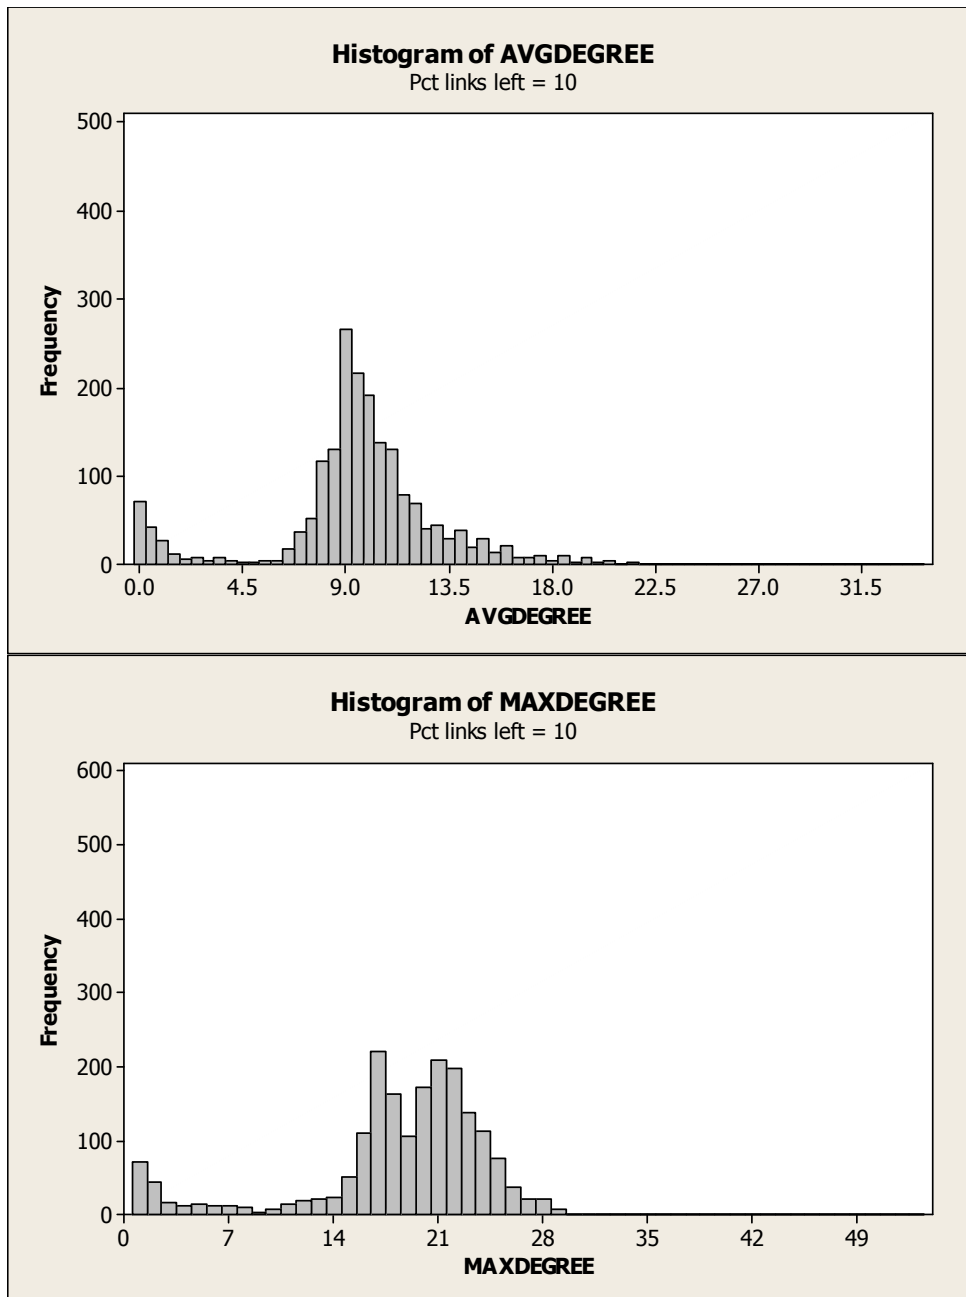 Histogram of AVGDEGREE
Pct links left = 10
500
400
300
200
100
0
Frequency
0.0 4.5 9.0 13.5 18.0 22.5 27.0 31.5
AVGDEGREE
Histogram of MAXDEGREE
Pct links left = 10
600
500
400
300
200
100
0
Frequency
0 7 14 21 28 35 42 49
MAXDEGREE